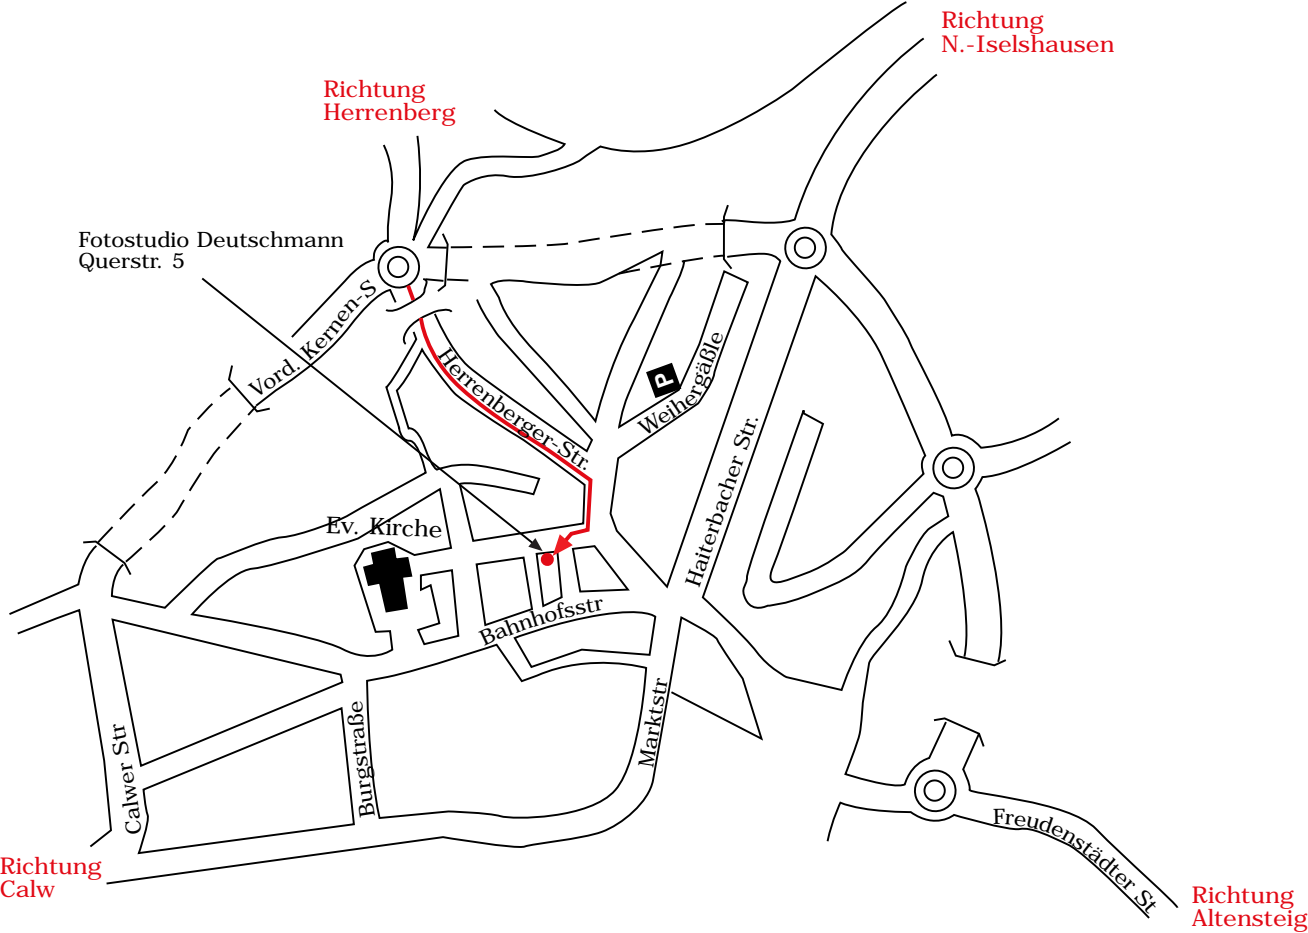 Richtung
N.-Iselshausen
Richtung
Herrenberg
Fotostudio Deutschmann
Querstr. 5
Vord. Kernen-S
Herrenberger-Str.
P
Weihergäßle
Haiterbacher Str.
Ev. Kirche
Bahnhofsstr
Marktstr
Burgstraße
Calwer Str
Freudenstädter St
Richtung
Calw
Richtung
Altensteig